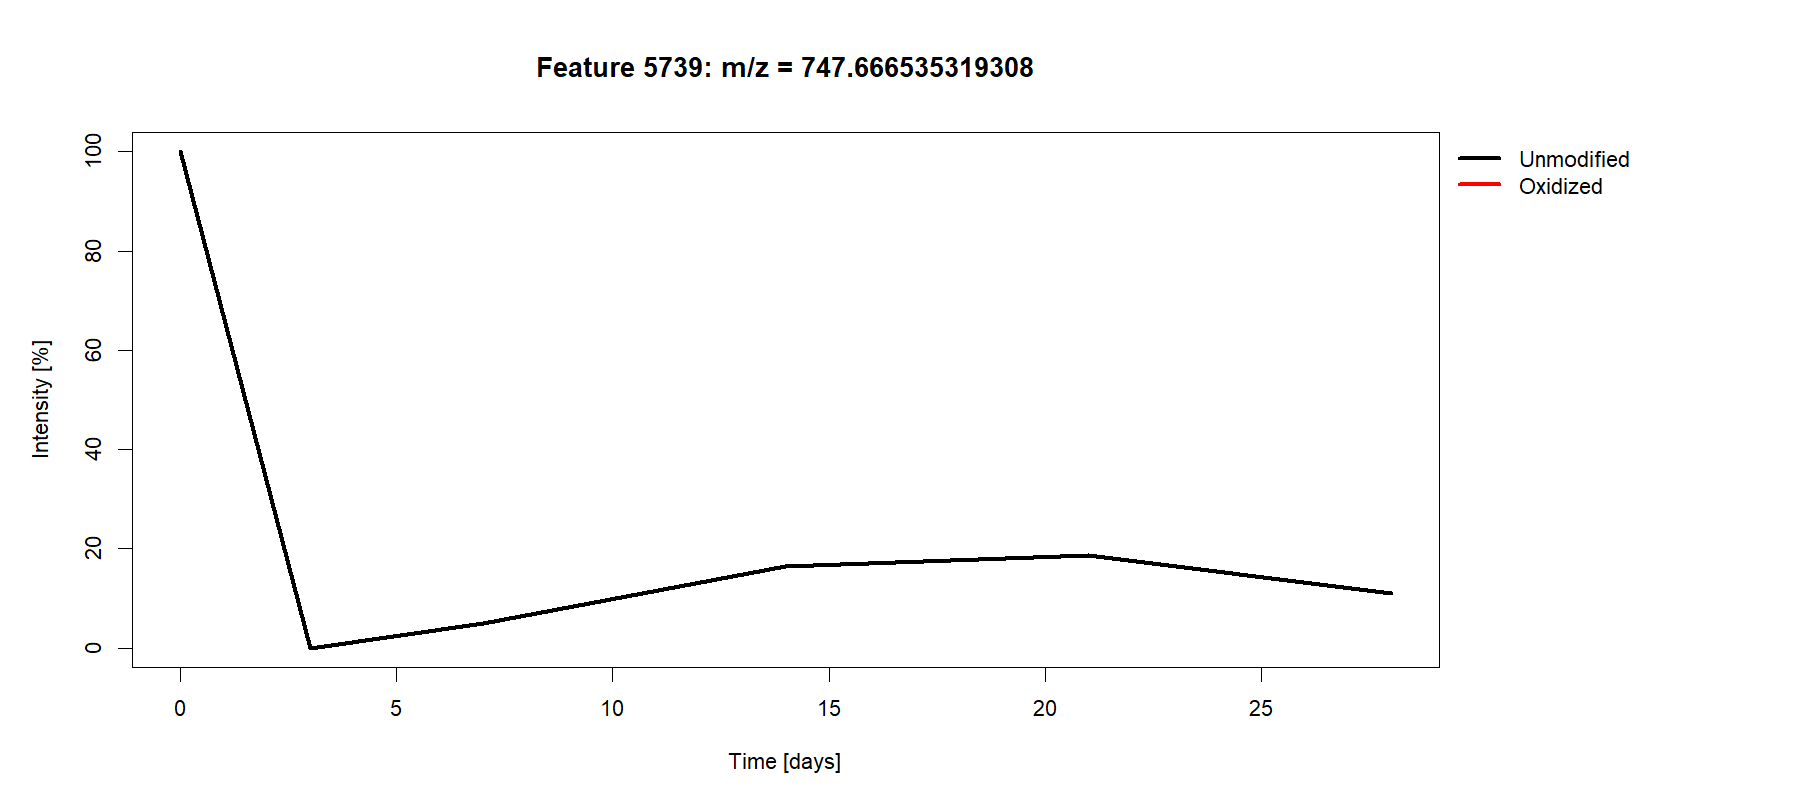 Feature 5739: m/z = 747.666535319308
Unmodified
Oxidized
Intensity [%]
100
80
60
40
20
0
0 5 10 15 20 25
Time [days]